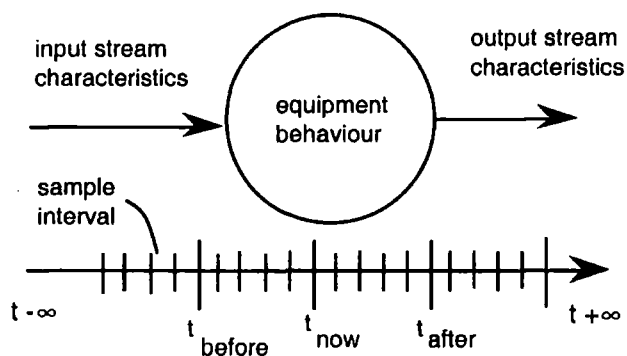 input stream
characteristics
output stream
characteristics
equipment
behaviour
sample
interval
t -∞
t before
t now
t after
t +∞